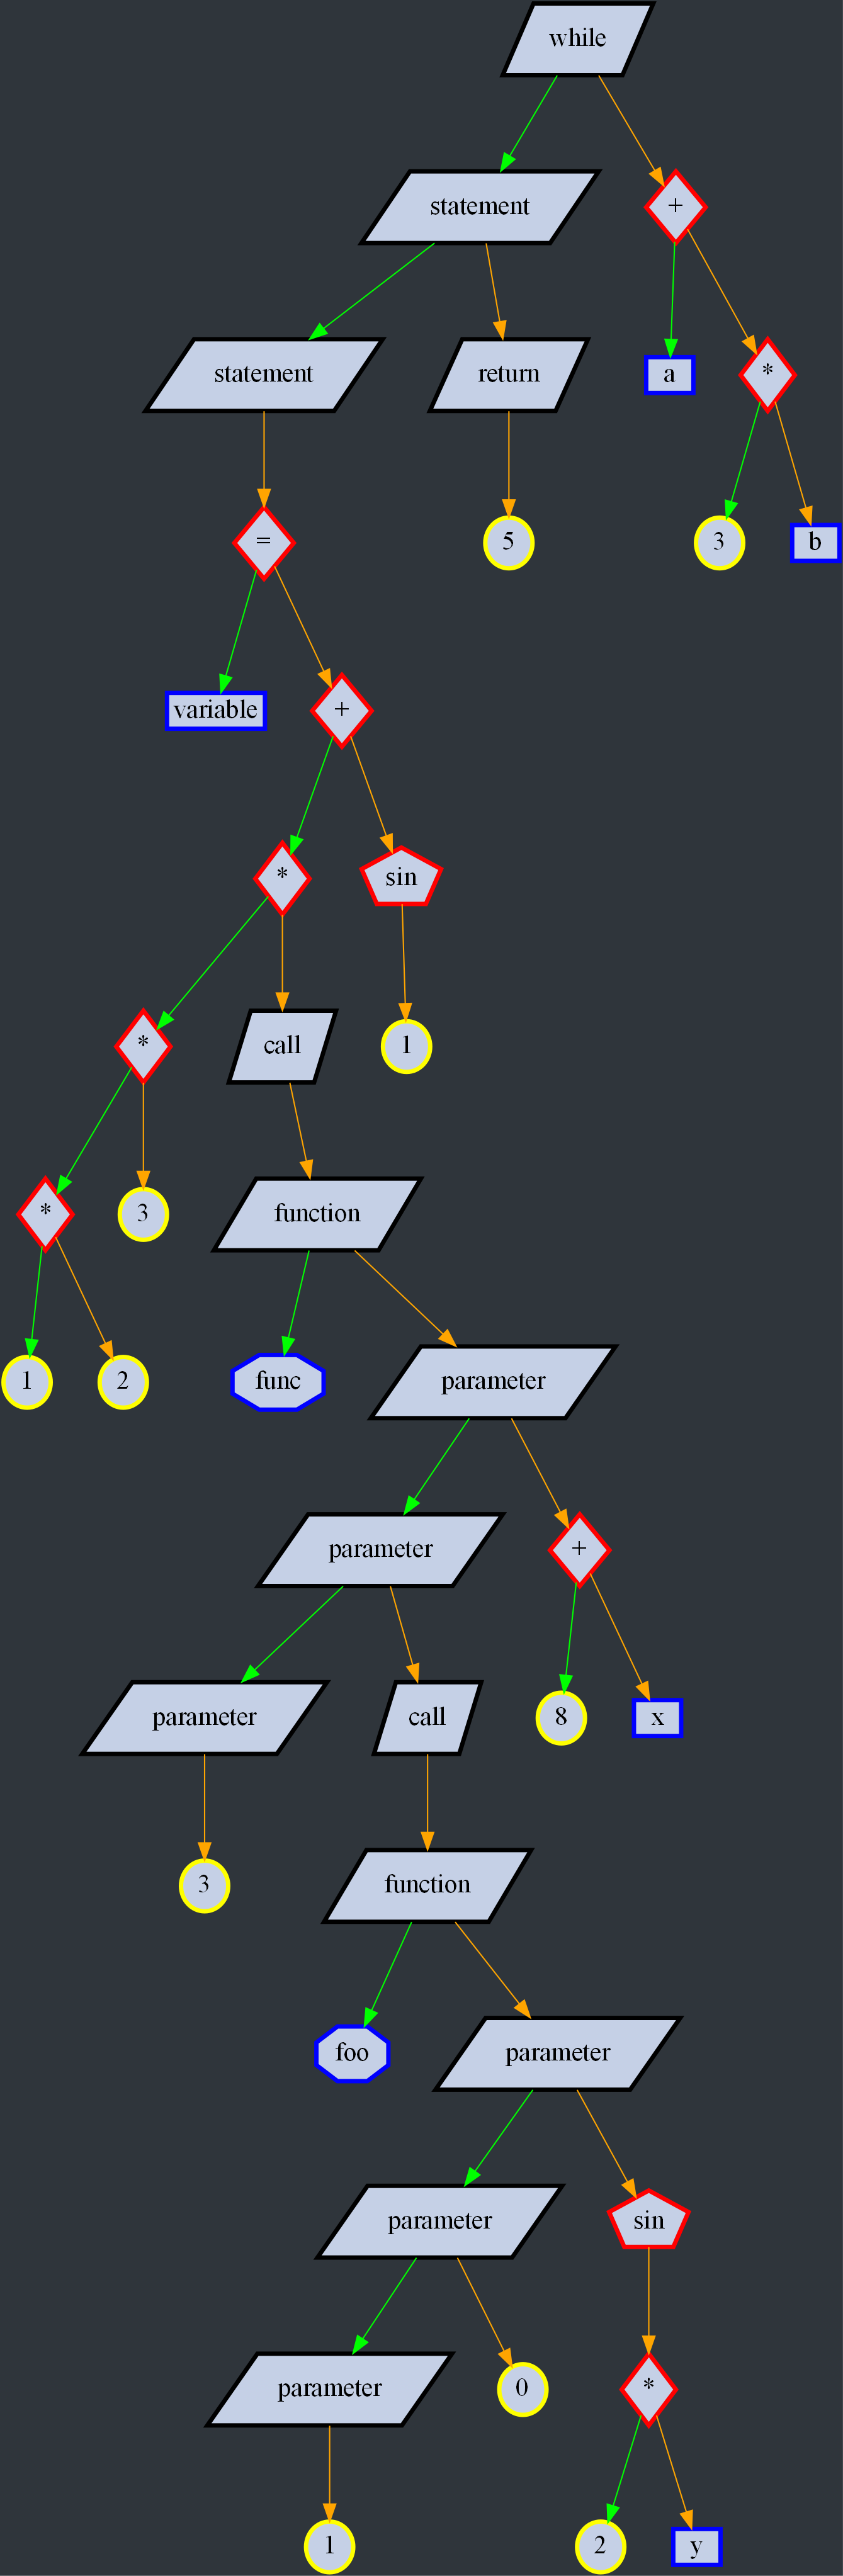 while
statement
+
statement
return
a
*
=
5
3
b
variable
+
*
sin
*
call
1
*
3
function
1
2
func
parameter
parameter
+
parameter
call
8
x
3
function
foo
parameter
parameter
sin
parameter
0
*
1
2
y